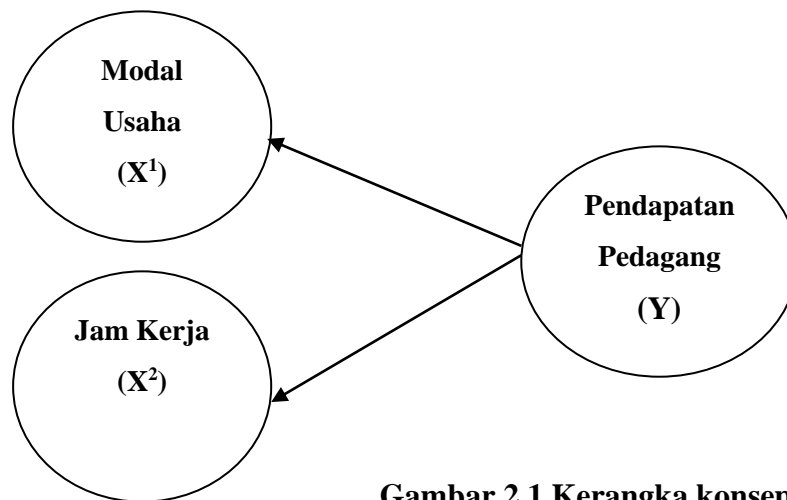 Modal
Usaha
(X¹)
Jam Kerja
(X²)
Pendapatan
Pedagang
(Y)
Gambar 2.1 Kerangka konsep